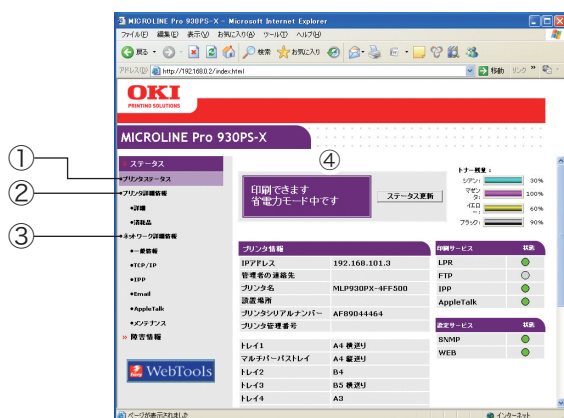 MICROLINE Pro 930PS-X - Microsoft Internet Explorer
ファイル(F) 編集(E) 表示(V) お気に入り(A) ツール(T) ヘルプ(H)
戻る 検索 お気に入り
アドレス(D) http://192.168.0.2/index.html 移動 リンク »
OKI
PRINTING SOLUTIONS
MICROLINE Pro 930PS-X
①
②
③
④
ステータス
•プリンタステータス
•プリンタ詳細情報
•詳細
•消耗品
•ネットワーク詳細情報
•一般情報
•TCP/IP
•IPP
•Email
•AppleTalk
•メンテナンス
» 障害情報
WebTools
印刷できます
省電力モード中です
ステータス更新
トナー残量:
シアン: 30%
マゼンタ: 100%
イエロー: 60%
ブラック: 90%
プリンタ情報
IPアドレス 192.168.101.3
管理者の連絡先
プリンタ名 MLP930PX-4FF500
設置場所
プリンタシリアルナンバー AF89044464
プリンタ管理番号
トレイ1 A4 横送り
マルチパーパストレイ A4 縦送り
トレイ2 B4
トレイ3 B5 横送り
トレイ4 A3
印刷サービス 状態
LPR
FTP
IPP
AppleTalk
設定サービス 状態
SNMP
WEB
ページが表示されました
インターネット